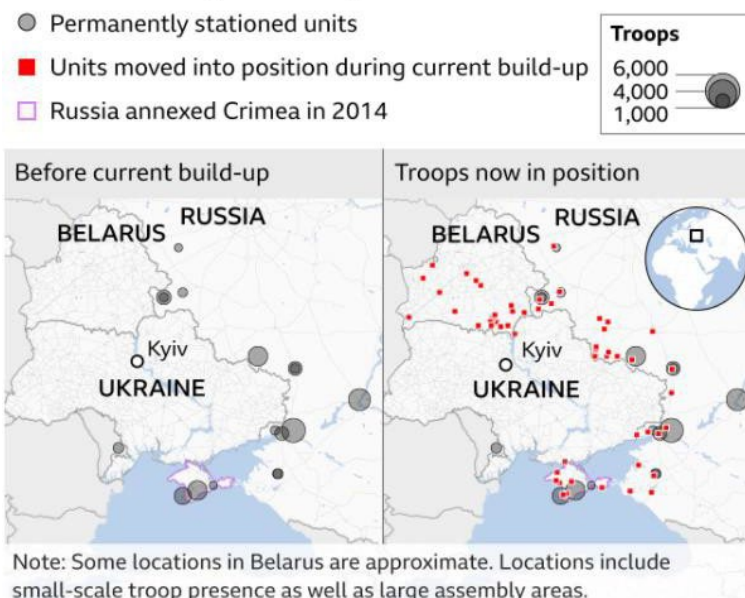 Permanently stationed units
Units moved into position during current build-up
Russia annexed Crimea in 2014
Troops
6,000
4,000
1,000
Before current build-up
RUSSIA
BELARUS
Kyiv
UKRAINE
Troops now in position
RUSSIA
BELARUS
Kyiv
UKRAINE
Note: Some locations in Belarus are approximate. Locations include
small-scale troop presence as well as large assembly areas.